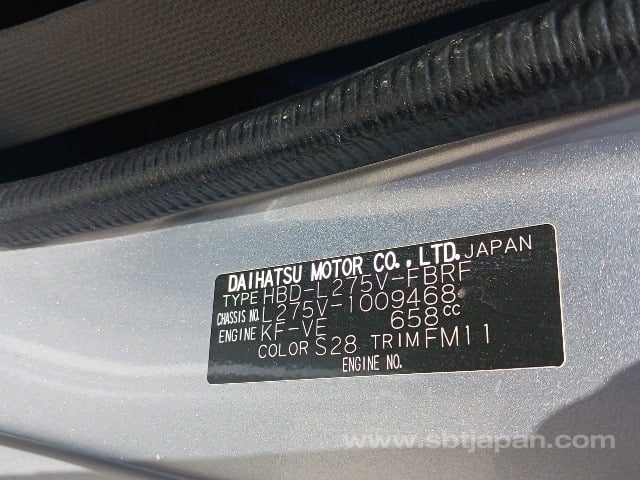 DAIHATSU MOTOR CO.,LTD. JAPAN
TYPE HBD-L275V-FBRF
CHASSIS NO. L275V-1009468
ENGINE KF-VE 658cc
COLOR S28 TRIM FM11
ENGINE NO.
www.sbtjapan.com